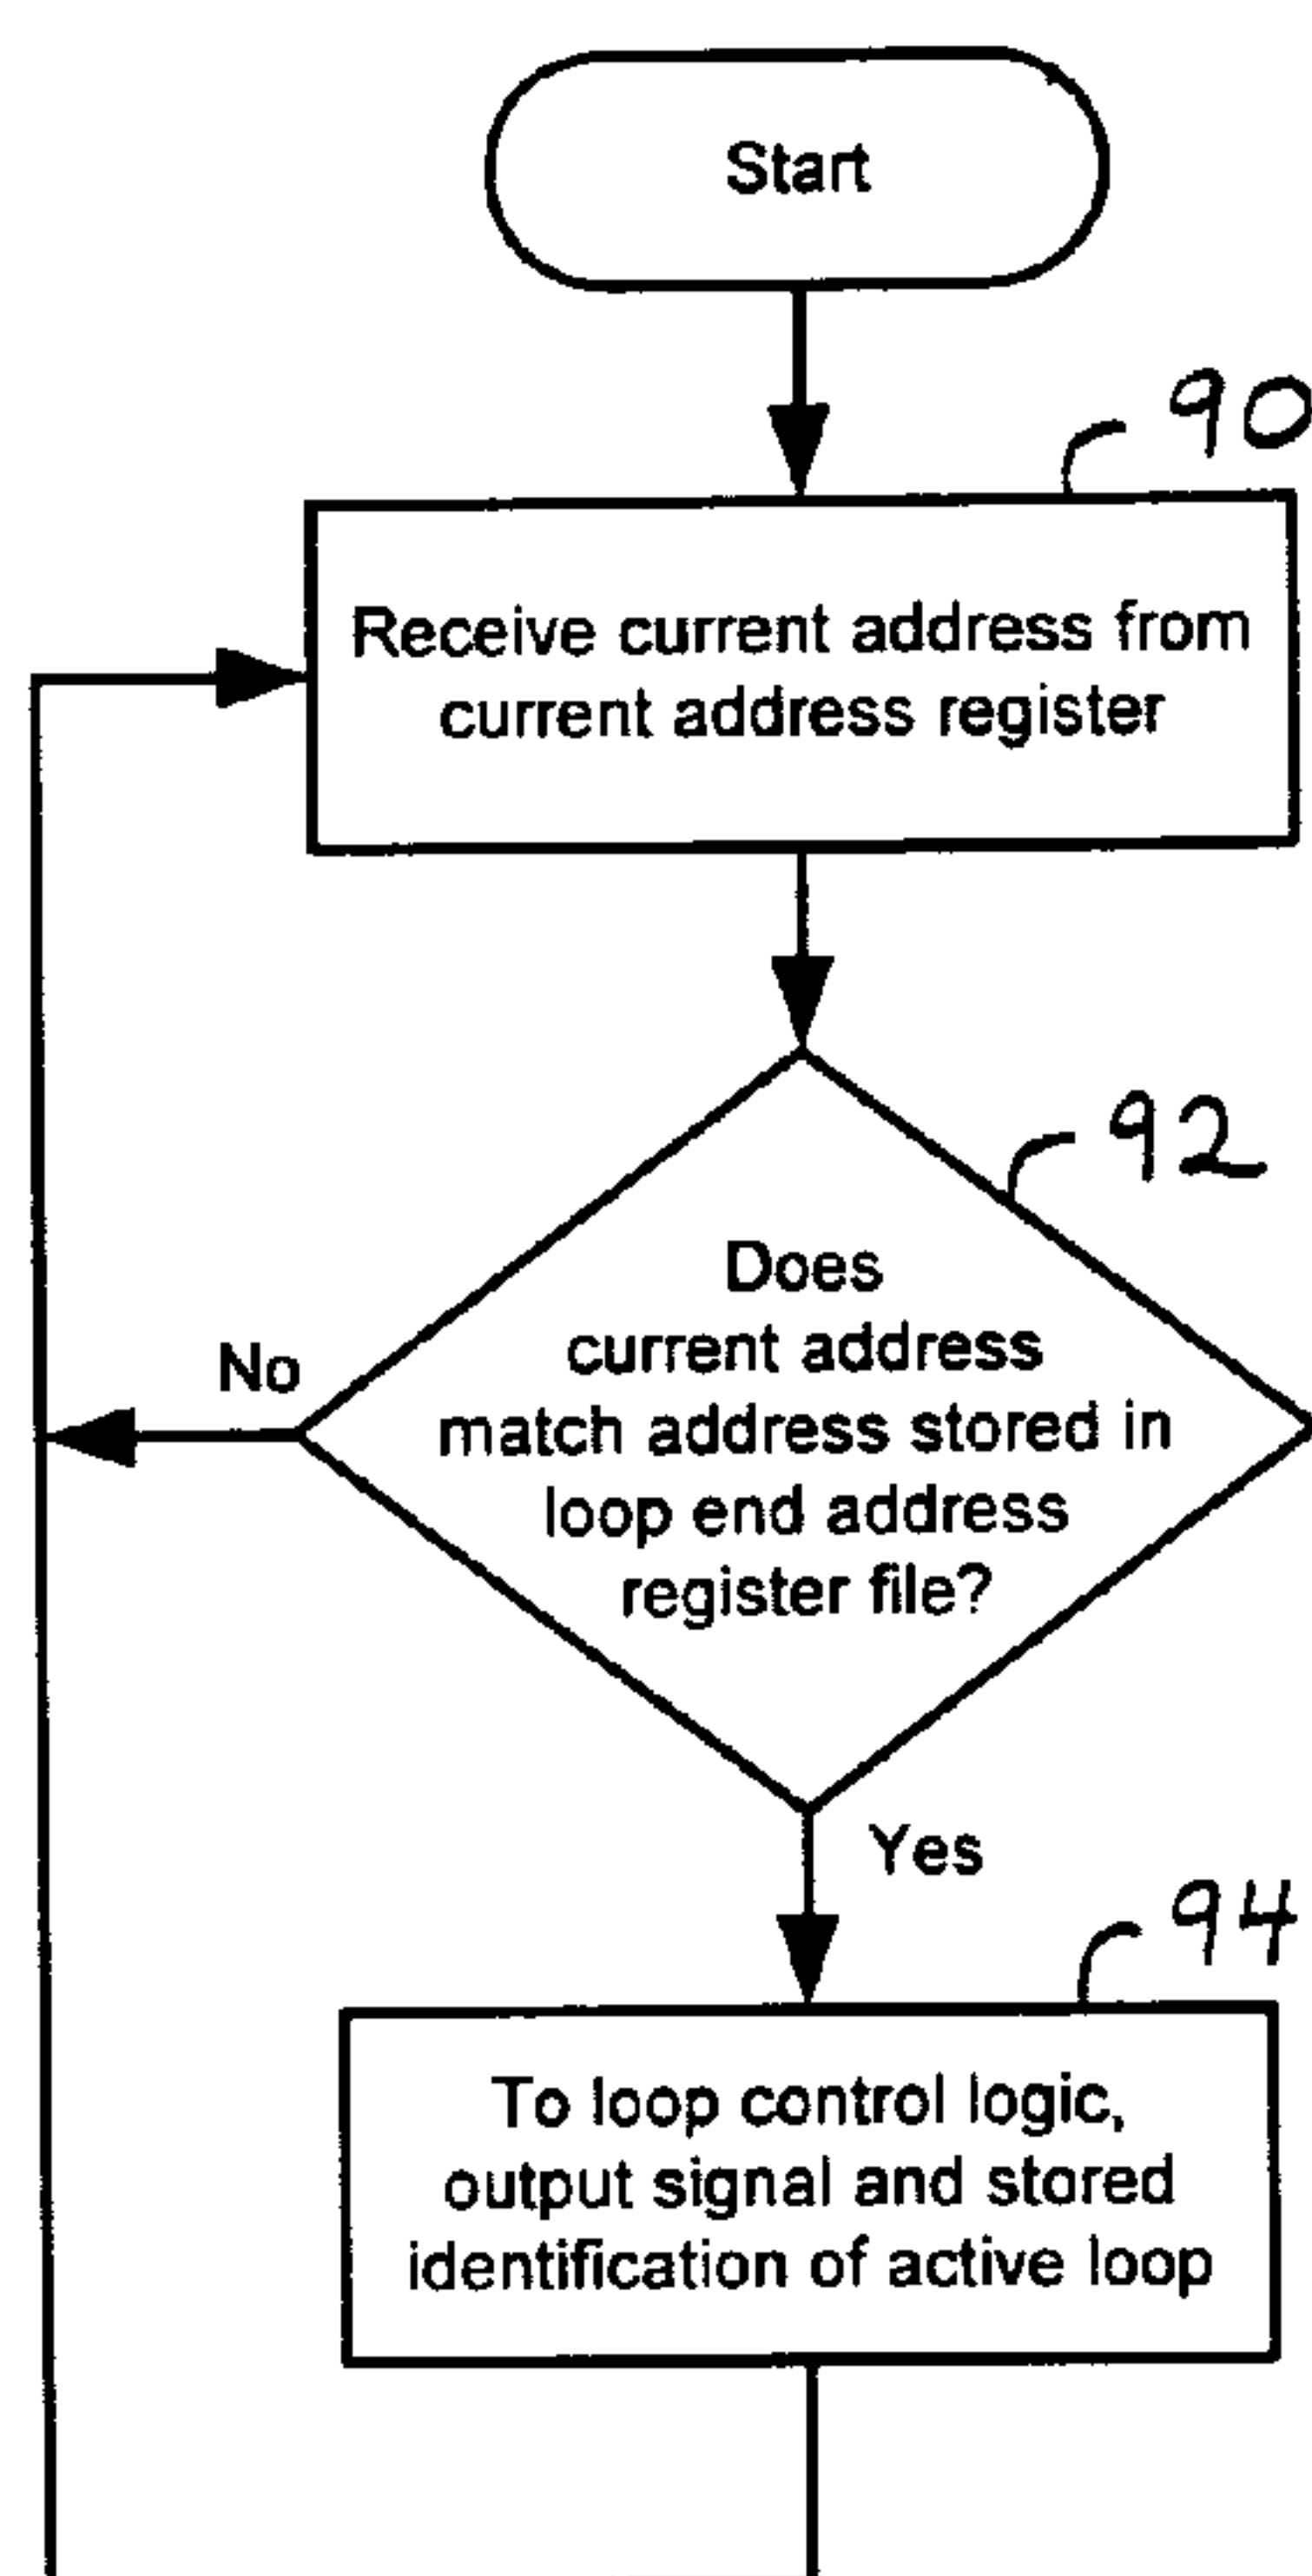 Start
90
Receive current address from
current address register
92
Does
current address
match address stored in
loop end address
register file?
No
Yes
94
To loop control logic,
output signal and stored
identification of active loop